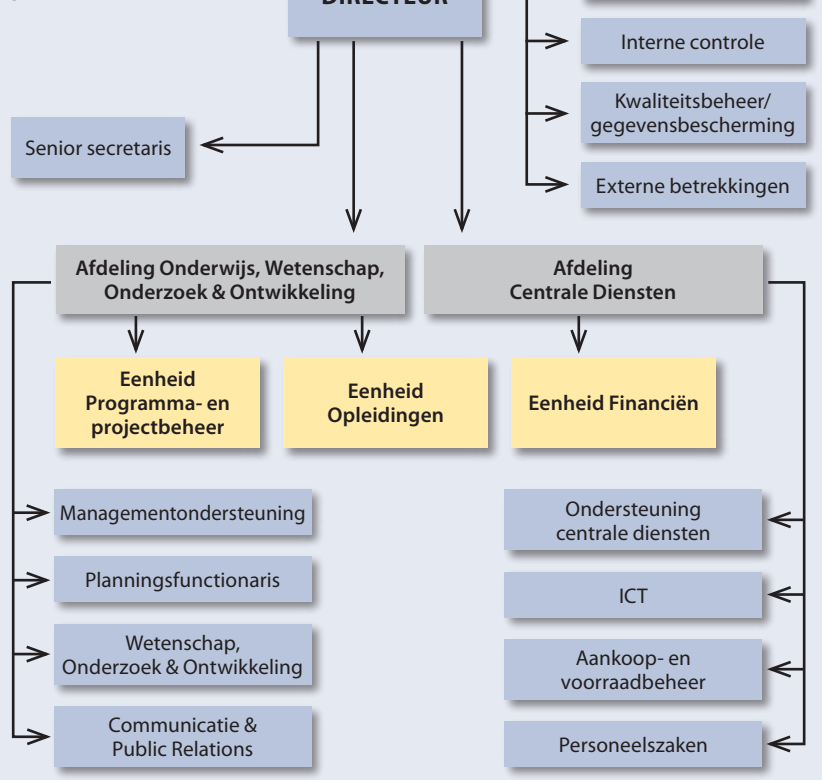 DIRECTEUR
Interne controle
Kwaliteitsbeheer/
gegevensbescherming
Externe betrekkingen
Senior secretaris
Afdeling Onderwijs, Wetenschap,
Onderzoek & Ontwikkeling
Afdeling
Centrale Diensten
Eenheid
Programma- en
projectbeheer
Eenheid
Opleidingen
Eenheid Financiën
Managementondersteuning
Planningsfunctionaris
Wetenschap,
Onderzoek & Ontwikkeling
Communicatie &
Public Relations
Ondersteuning
centrale diensten
ICT
Aankoop- en
voorraadbeheer
Personeelszaken